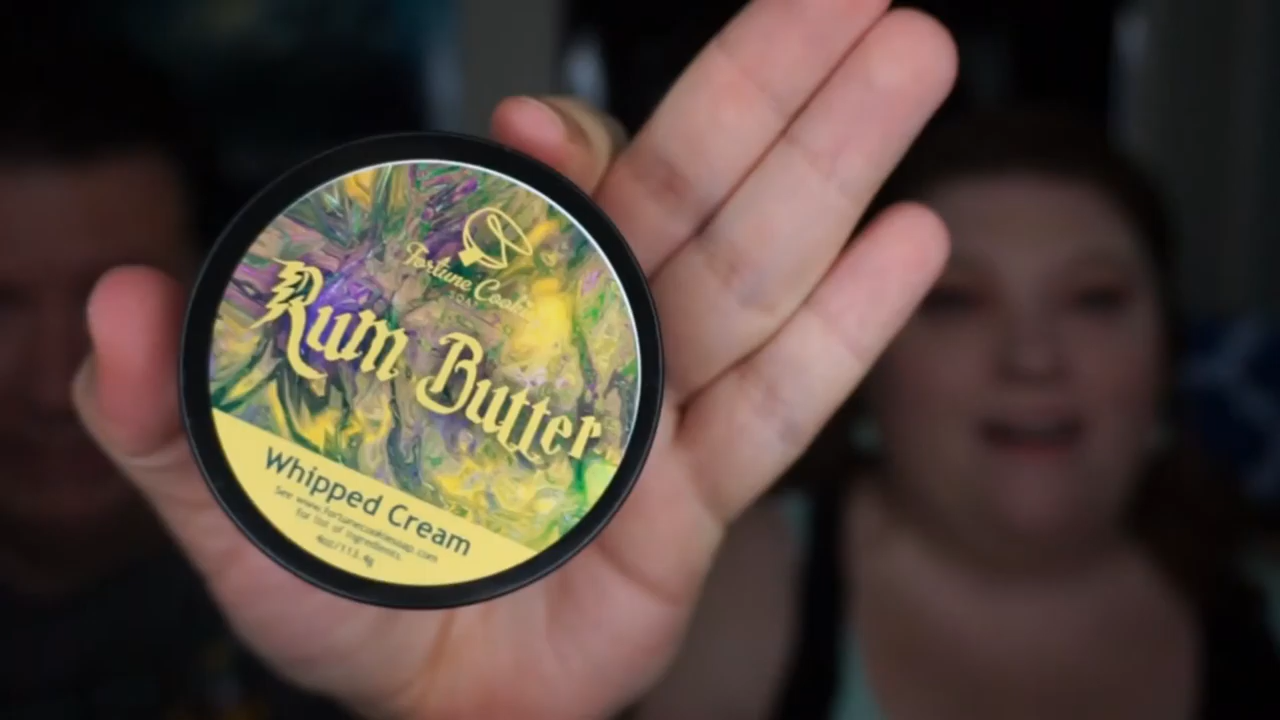 Fortune Cookie
SOAP
Rum Butter
Whipped Cream
See www.fortunecookiesoap.com
for list of ingredients.
4oz/113.4g